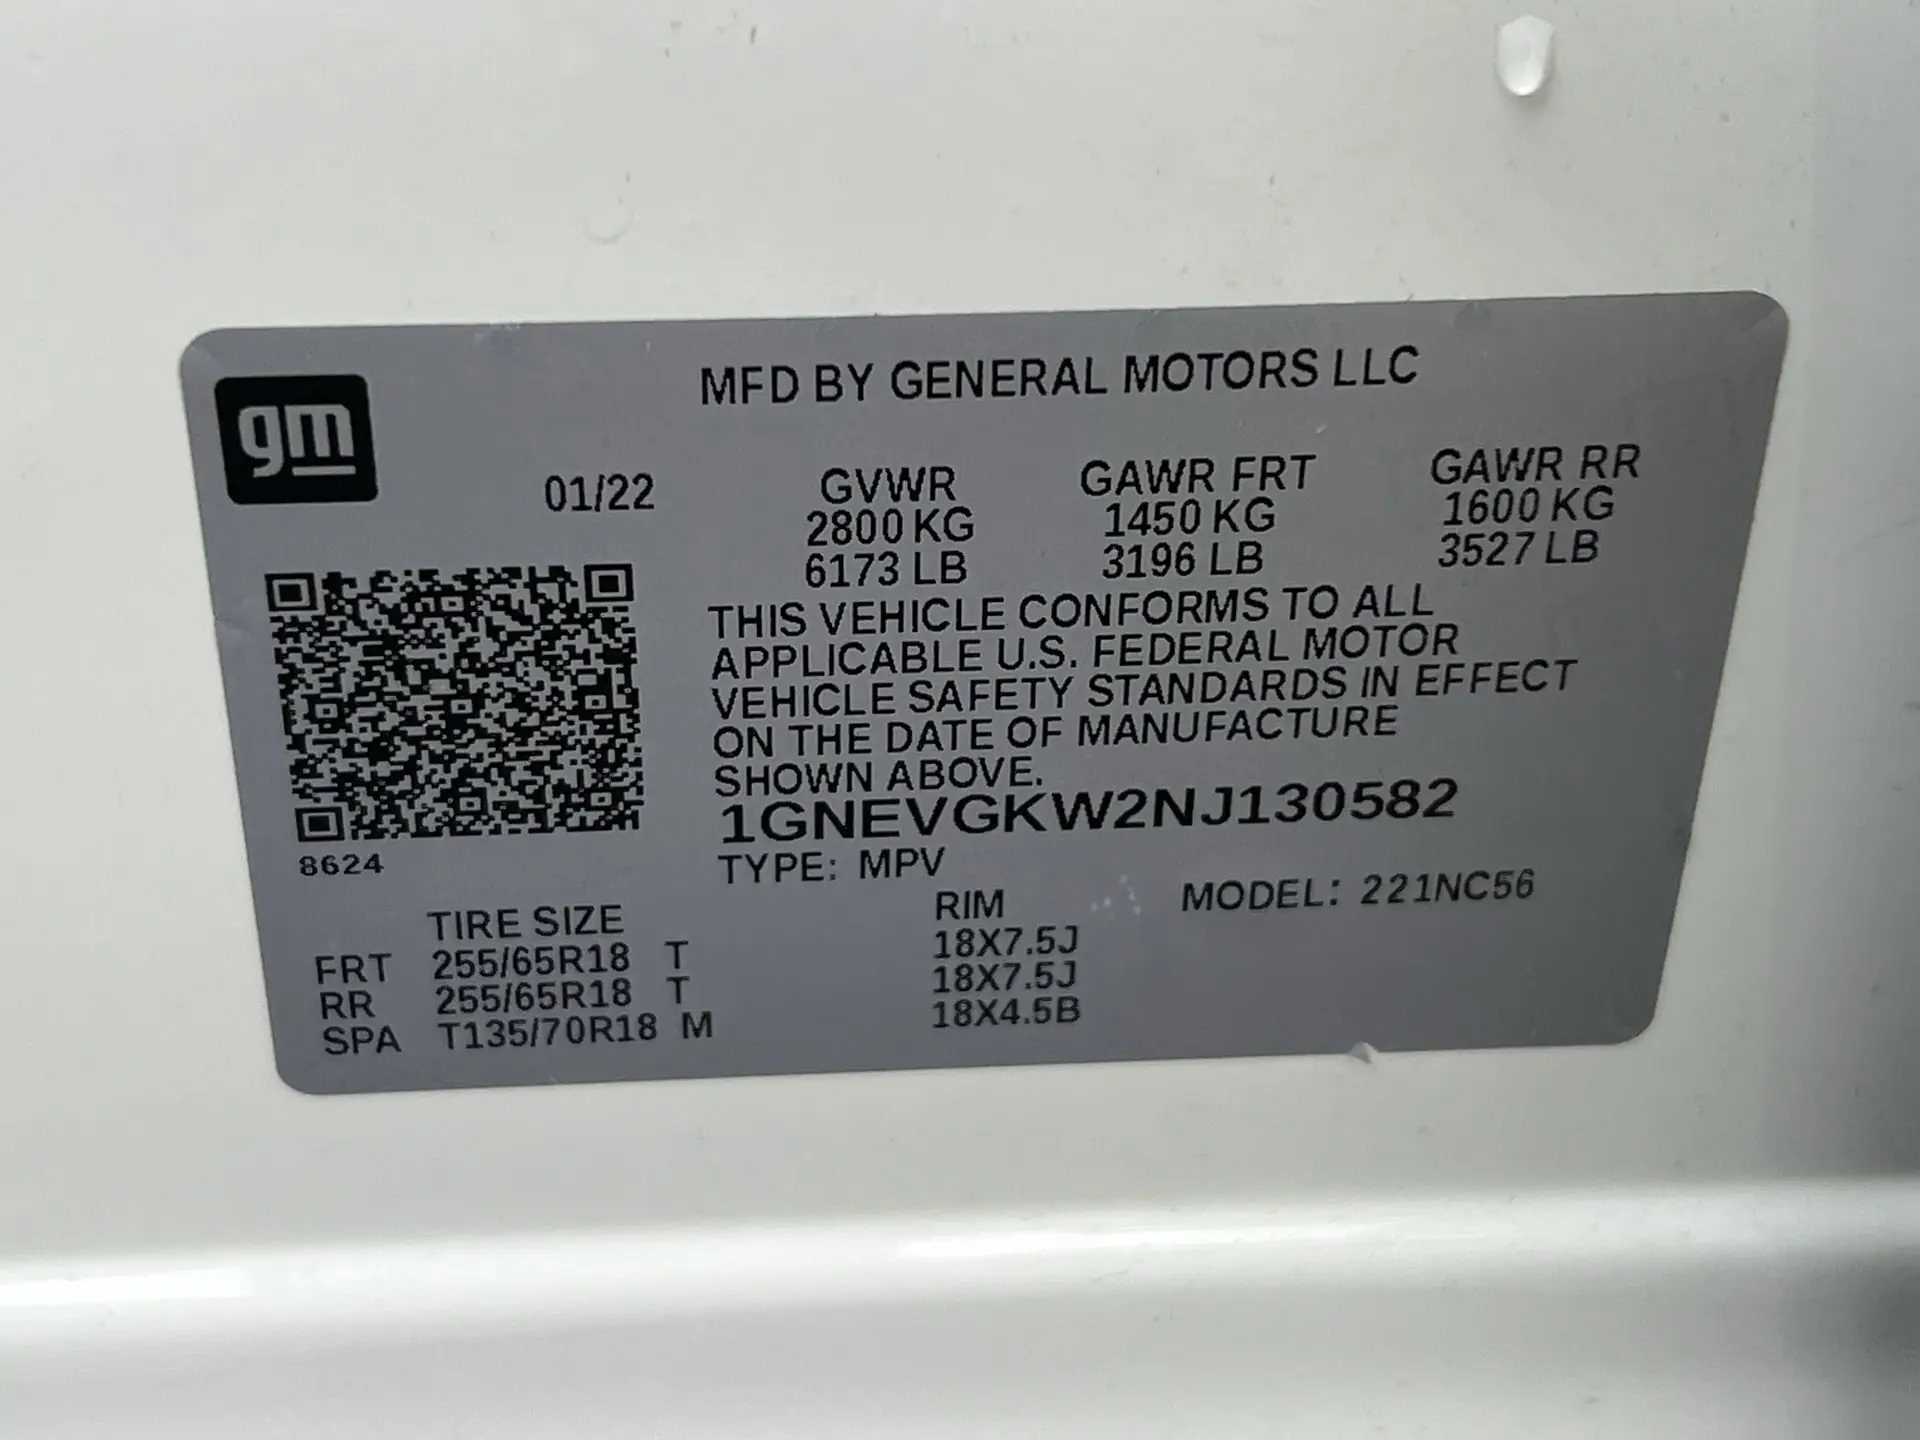 gm
MFD BY GENERAL MOTORS LLC
01/22 GVWR GAWR FRT GAWR RR
2800 KG 1450 KG 1600 KG
6173 LB 3196 LB 3527 LB
THIS VEHICLE CONFORMS TO ALL
APPLICABLE U.S. FEDERAL MOTOR
VEHICLE SAFETY STANDARDS IN EFFECT
ON THE DATE OF MANUFACTURE
SHOWN ABOVE.
1GNEVGKW2NJ130582
8624
TYPE: MPV
MODEL: 221NC56
TIRE SIZE RIM
FRT 255/65R18 T 18X7.5J
RR 255/65R18 T 18X7.5J
SPA T135/70R18 M 18X4.5B